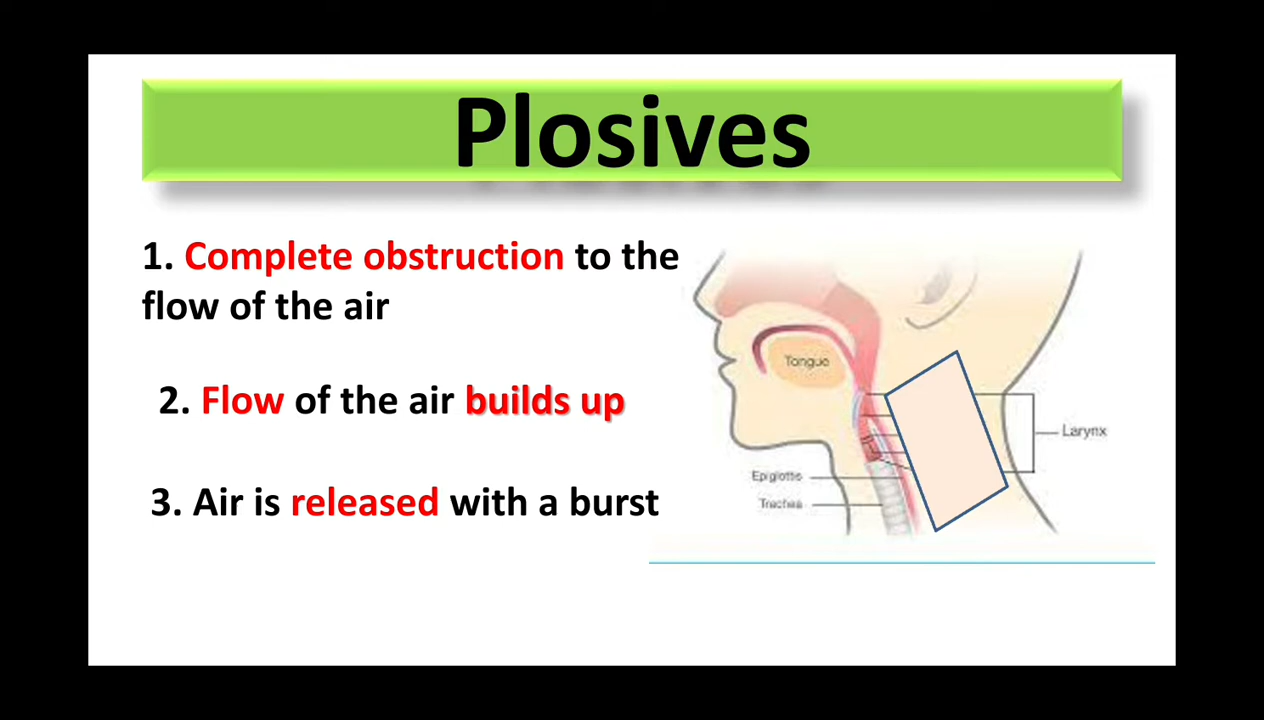 Plosives
1. Complete obstruction to the
flow of the air
2. Flow of the air builds up
3. Air is released with a burst
Tongue
Larynx
Epiglottis
Trachea